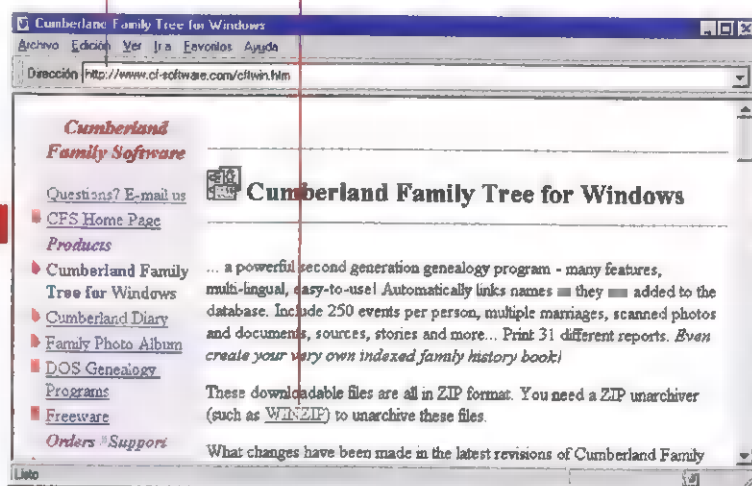 Cumberland Family Tree for Windows
Archivo Edición Ver Ir a Favoritos Ayuda
Dirección http://www.cf-software.com/cftwin.htm
Cumberland
Family Software
Questions? E-mail us
CFS Home Page
Products
Cumberland Family
Tree for Windows
Cumberland Diary
Family Photo Album
DOS Genealogy
Programs
Freeware
Orders Support
Cumberland Family Tree for Windows
... a powerful second generation genealogy program - many features,
multi-lingual, easy-to-use! Automatically links names they added to the
database. Include 250 events per person, multiple marriages, scanned photos
and documents, sources, stories and more... Print 31 different reports. Even
create your very own indexed family history book!
These downloadable files are all in ZIP format. You need a ZIP unarchiver
(such as WINZIP) to unarchive these files.
What changes have been made in the latest revisions of Cumberland Family
Listo